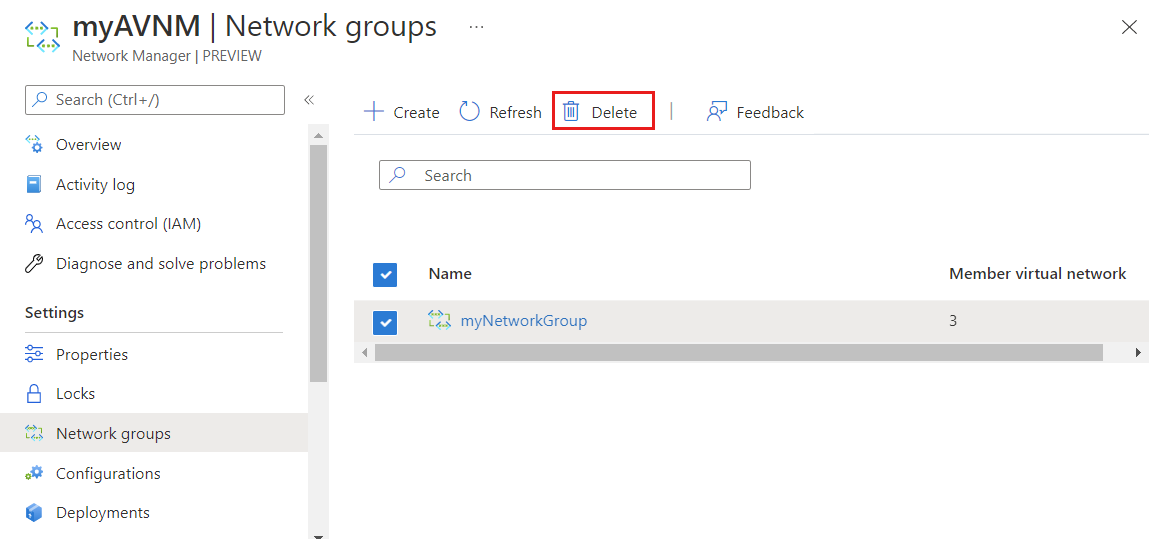 myAVNM | Network groups ...
Network Manager | PREVIEW
Search (Ctrl+/)
«
Overview
Activity log
Access control (IAM)
Diagnose and solve problems
Settings
Properties
Locks
Network groups
Configurations
Deployments
Create Refresh Delete | Feedback
Search
Name Member virtual network
myNetworkGroup 3